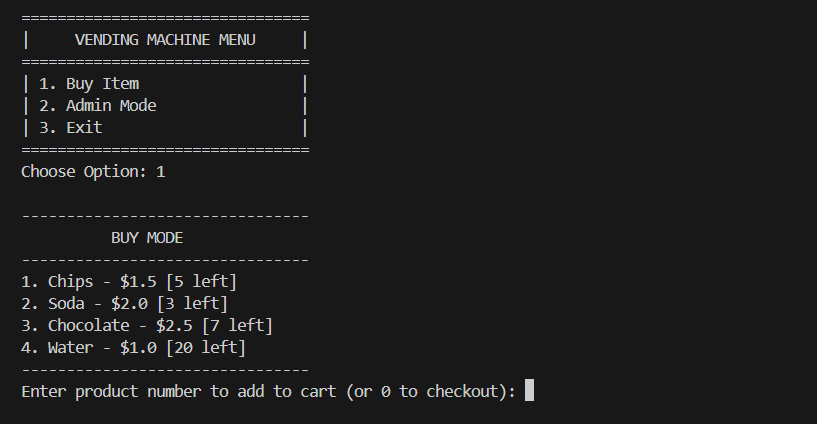 ================================
|     VENDING MACHINE MENU     |
================================
| 1. Buy Item                  |
| 2. Admin Mode                |
| 3. Exit                      |
================================
Choose Option: 1
--------------------------------
          BUY MODE
--------------------------------
1. Chips - $1.5 [5 left]
2. Soda - $2.0 [3 left]
3. Chocolate - $2.5 [7 left]
4. Water - $1.0 [20 left]
--------------------------------
Enter product number to add to cart (or 0 to checkout):